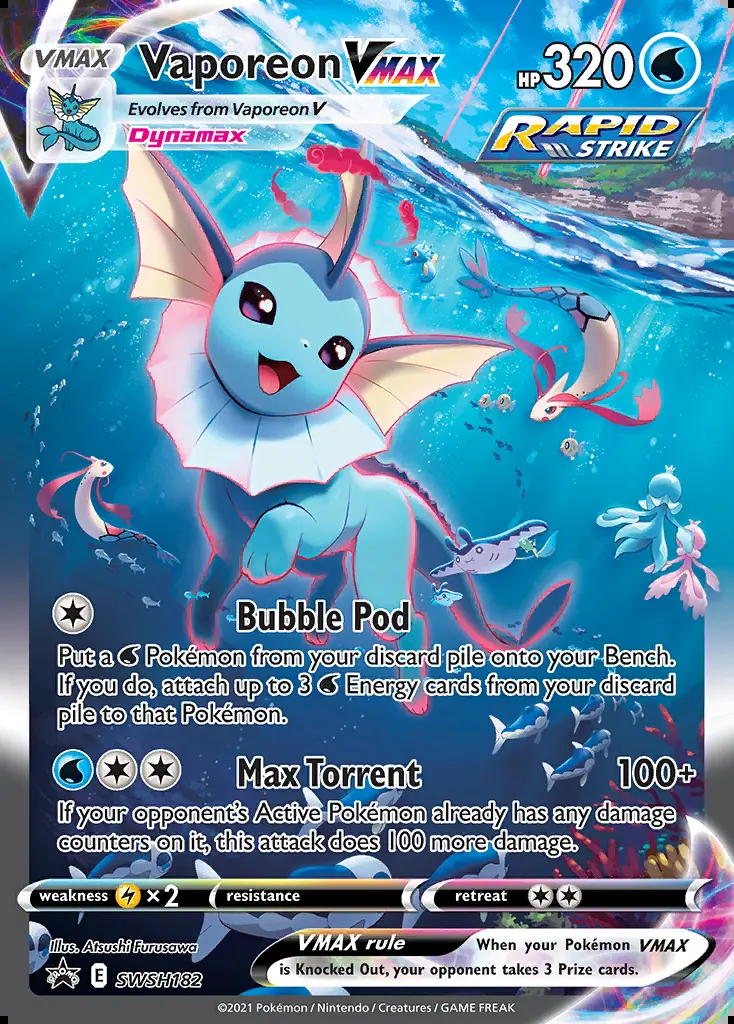 VMAX
Vaporeon VMAX
HP 320
Evolves from Vaporeon V
Dynamax
RAPID
STRIKE
Bubble Pod
Put a Pokémon from your discard pile onto your Bench.
If you do, attach up to 3 Energy cards from your discard
pile to that Pokémon.
Max Torrent 100+
If your opponent's Active Pokémon already has any damage
counters on it, this attack does 100 more damage.
weakness ×2 resistance retreat
Illus. Atsushi Furusawa
VMAX rule When your Pokémon VMAX
is Knocked Out, your opponent takes 3 Prize cards.
PROMO E SWSH182
©2021 Pokémon / Nintendo / Creatures / GAME FREAK